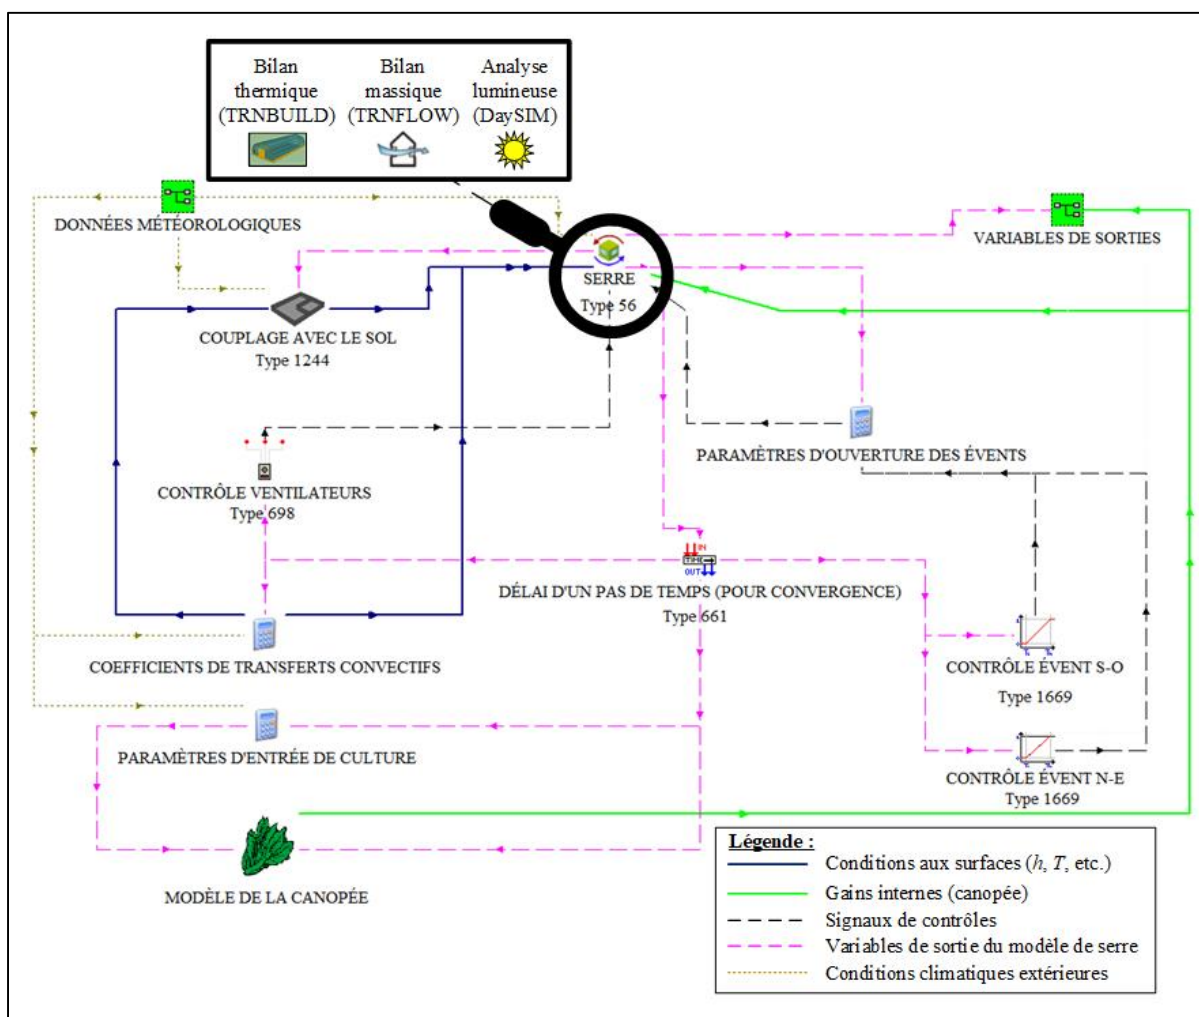 Bilan thermique (TRNBUILD)
Bilan massique (TRNFLOW)
Analyse lumineuse (DaySIM)
DONNÉES MÉTÉOROLOGIQUES
VARIABLES DE SORTIES
SERRE
Type 56
COUPLAGE AVEC LE SOL
Type 1244
PARAMÈTRES D'OUVERTURE DES ÉVENTS
CONTRÔLE VENTILATEURS
Type 698
IN
TIME
OUT
DÉLAI D'UN PAS DE TEMPS (POUR CONVERGENCE)
Type 661
COEFFICIENTS DE TRANSFERTS CONVECTIFS
CONTRÔLE ÉVENT S-O
Type 1669
PARAMÈTRES D'ENTRÉE DE CULTURE
CONTRÔLE ÉVENT N-E
Type 1669
MODÈLE DE LA CANOPÉE
Légende :
Conditions aux surfaces (h, T, etc.)
Gains internes (canopée)
Signaux de contrôles
Variables de sortie du modèle de serre
Conditions climatiques extérieures